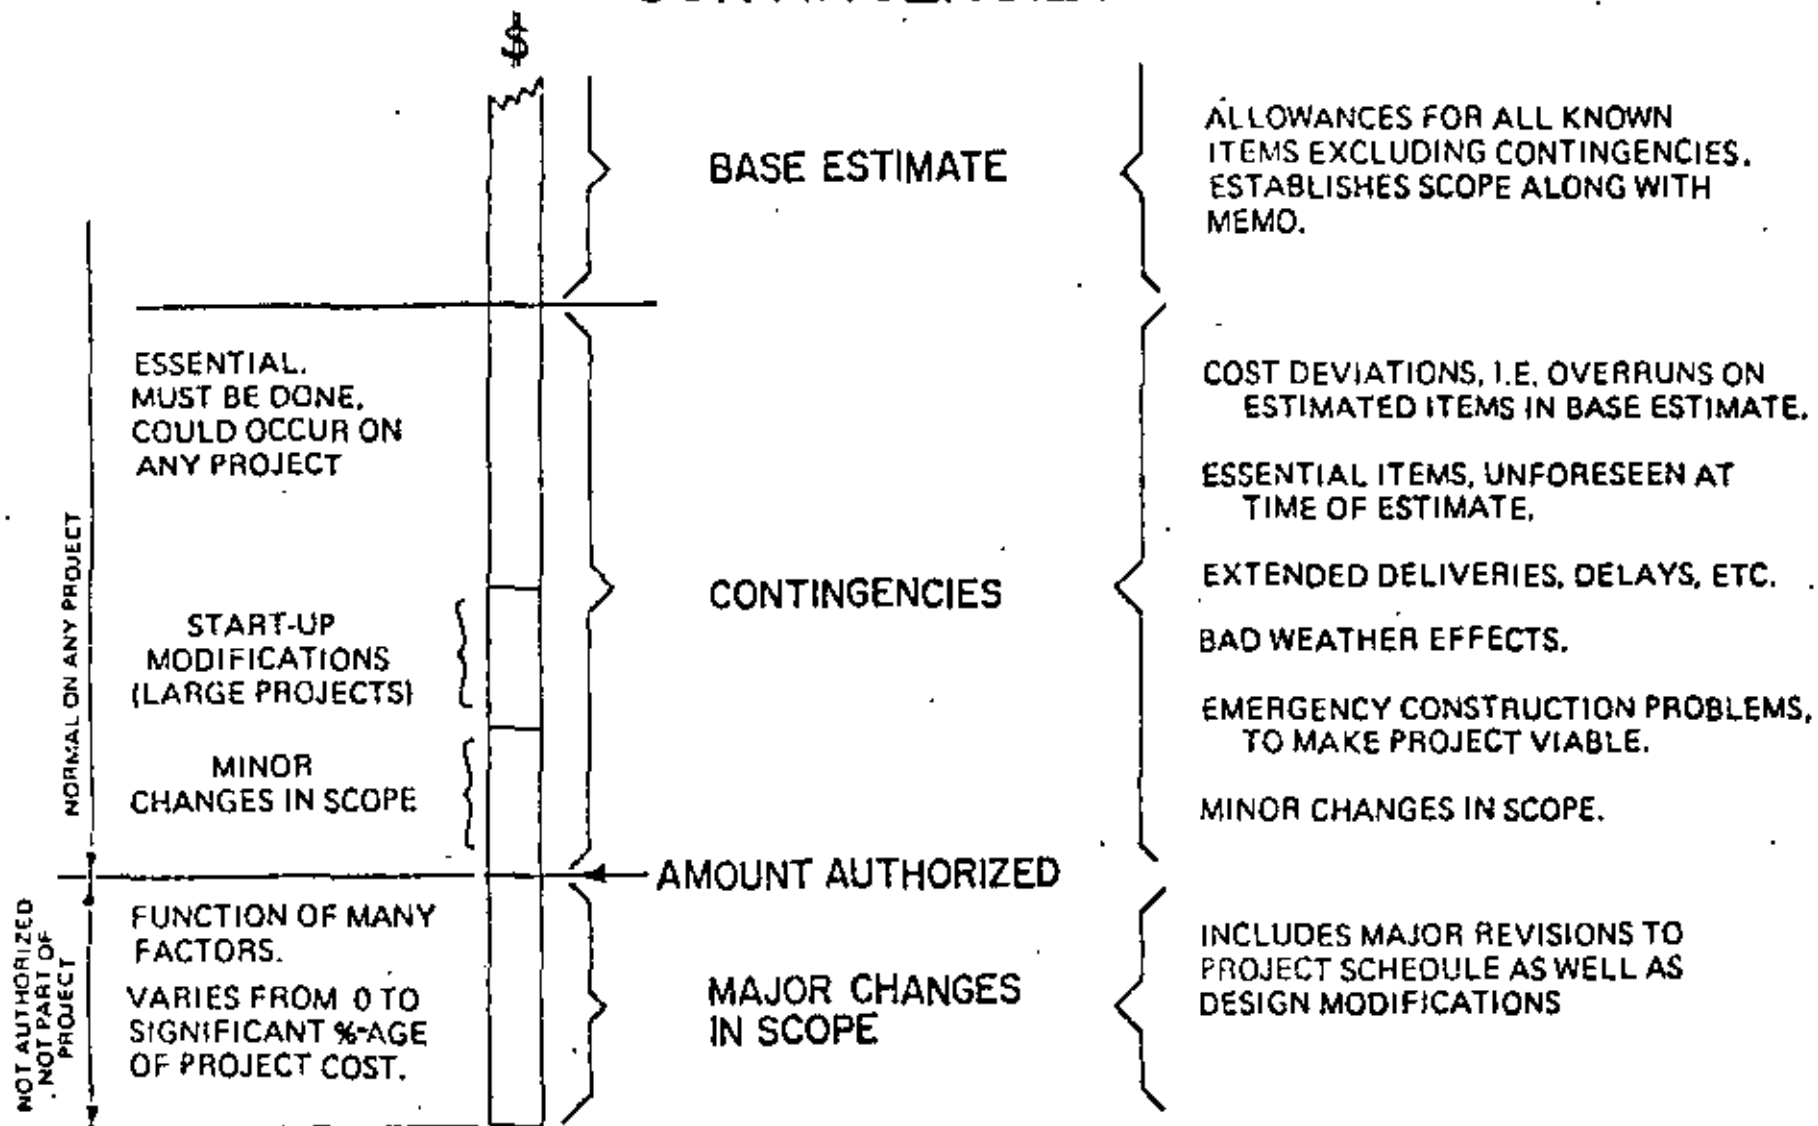 $
BASE ESTIMATE
ALLOWANCES FOR ALL KNOWN
ITEMS EXCLUDING CONTINGENCIES.
ESTABLISHES SCOPE ALONG WITH
MEMO.
NORMAL ON ANY PROJECT
ESSENTIAL.
MUST BE DONE.
COULD OCCUR ON
ANY PROJECT
START-UP
MODIFICATIONS
(LARGE PROJECTS)
MINOR
CHANGES IN SCOPE
CONTINGENCIES
COST DEVIATIONS, I.E. OVERRUNS ON
ESTIMATED ITEMS IN BASE ESTIMATE.
ESSENTIAL ITEMS, UNFORESEEN AT
TIME OF ESTIMATE.
EXTENDED DELIVERIES, DELAYS, ETC.
BAD WEATHER EFFECTS.
EMERGENCY CONSTRUCTION PROBLEMS,
TO MAKE PROJECT VIABLE.
MINOR CHANGES IN SCOPE.
AMOUNT AUTHORIZED
NOT AUTHORIZED
NOT PART OF
PROJECT
FUNCTION OF MANY
FACTORS.
VARIES FROM 0 TO
SIGNIFICANT %-AGE
OF PROJECT COST.
MAJOR CHANGES
IN SCOPE
INCLUDES MAJOR REVISIONS TO
PROJECT SCHEDULE AS WELL AS
DESIGN MODIFICATIONS